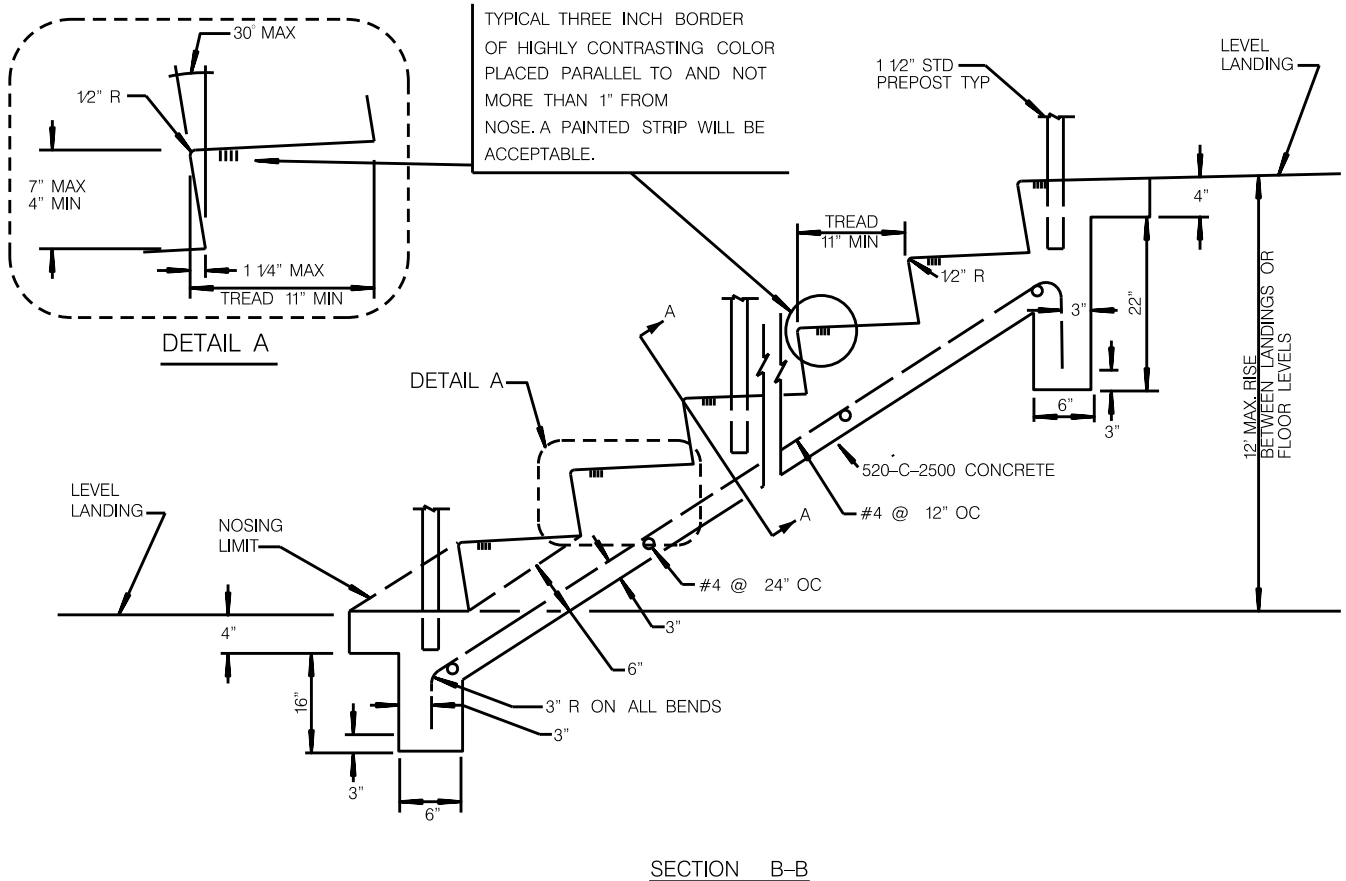 30° MAX
1/2" R
7" MAX
4" MIN
1 1/4" MAX
TREAD 11" MIN
DETAIL A
TYPICAL THREE INCH BORDER
OF HIGHLY CONTRASTING COLOR
PLACED PARALLEL TO AND NOT
MORE THAN 1" FROM
NOSE. A PAINTED STRIP WILL BE
ACCEPTABLE.
1 1/2" STD
PREPOST TYP
LEVEL
LANDING
4"
TREAD
11" MIN
1/2" R
22"
3"
6"
3"
12' MAX. RISE
BETWEEN LANDINGS OR
FLOOR LEVELS
A
DETAIL A
520-C-2500 CONCRETE
#4 @ 12" OC
A
LEVEL
LANDING
NOSING
LIMIT
#4 @ 24" OC
3"
6"
4"
16"
3" R ON ALL BENDS
3"
3"
6"
SECTION B-B